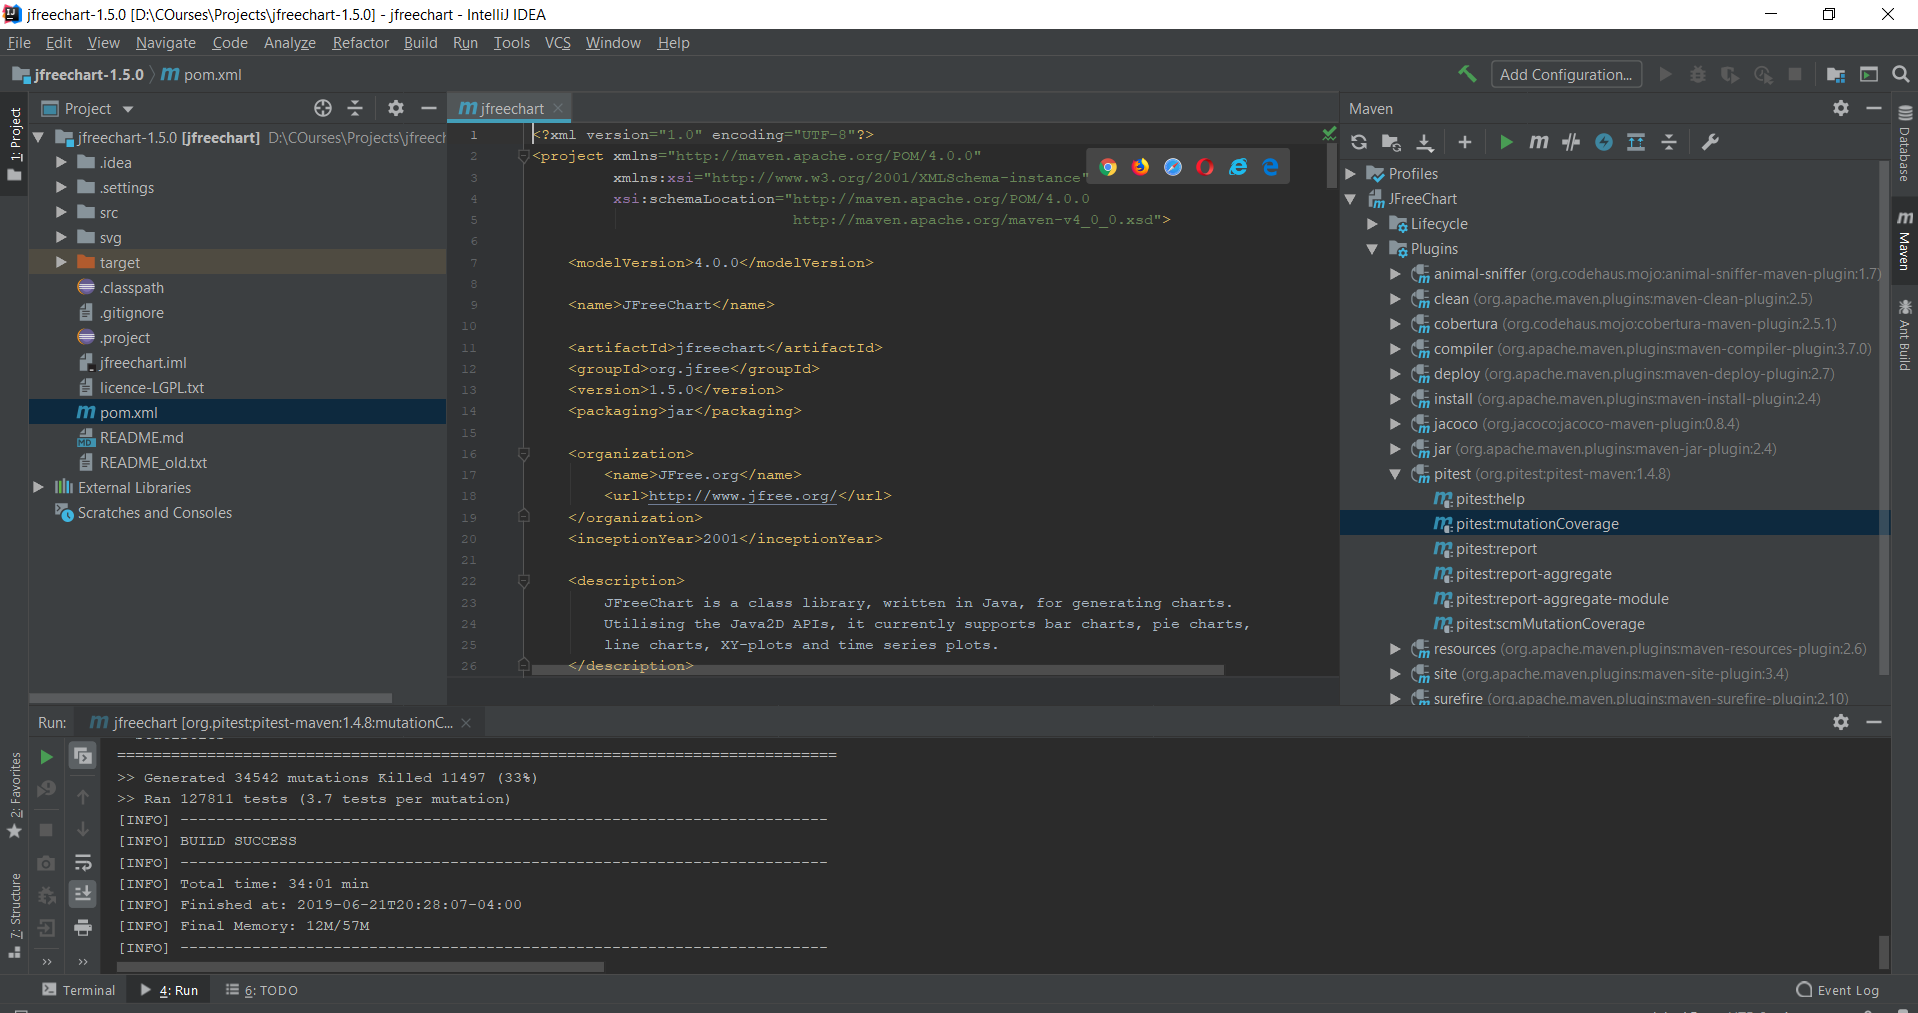 jfreechart-1.5.0 [D:\COurses\Projects\jfreechart-1.5.0] - jfreechart - IntelliJ IDEA
File Edit View Navigate Code Analyze Refactor Build Run Tools VCS Window Help
jfreechart-1.5.0 pom.xml
Add Configuration...
1: Project
Project
jfreechart-1.5.0 [jfreechart] D:\COurses\Projects\jfreech
.idea
.settings
src
svg
target
.classpath
.gitignore
.project
jfreechart.iml
licence-LGPL.txt
pom.xml
README.md
README_old.txt
External Libraries
Scratches and Consoles
jfreechart
1 <?xml version="1.0" encoding="UTF-8"?>
2 <project xmlns="http://maven.apache.org/POM/4.0.0"
3 xmlns:xsi="http://www.w3.org/2001/XMLSchema-instance"
4 xsi:schemaLocation="http://maven.apache.org/POM/4.0.0
5 http://maven.apache.org/maven-v4_0_0.xsd">
6
7 <modelVersion>4.0.0</modelVersion>
8
9 <name>JFreeChart</name>
10
11 <artifactId>jfreechart</artifactId>
12 <groupId>org.jfree</groupId>
13 <version>1.5.0</version>
14 <packaging>jar</packaging>
15
16 <organization>
17 <name>JFree.org</name>
18 <url>http://www.jfree.org/</url>
19 </organization>
20 <inceptionYear>2001</inceptionYear>
21
22 <description>
23 JFreeChart is a class library, written in Java, for generating charts.
24 Utilising the Java2D APIs, it currently supports bar charts, pie charts,
25 line charts, XY-plots and time series plots.
26 </description>
Maven
Profiles
JFreeChart
Lifecycle
Plugins
animal-sniffer (org.codehaus.mojo:animal-sniffer-maven-plugin:1.7)
clean (org.apache.maven.plugins:maven-clean-plugin:2.5)
cobertura (org.codehaus.mojo:cobertura-maven-plugin:2.5.1)
compiler (org.apache.maven.plugins:maven-compiler-plugin:3.7.0)
deploy (org.apache.maven.plugins:maven-deploy-plugin:2.7)
install (org.apache.maven.plugins:maven-install-plugin:2.4)
jacoco (org.jacoco:jacoco-maven-plugin:0.8.4)
jar (org.apache.maven.plugins:maven-jar-plugin:2.4)
pitest (org.pitest:pitest-maven:1.4.8)
pitest:help
pitest:mutationCoverage
pitest:report
pitest:report-aggregate
pitest:report-aggregate-module
pitest:scmMutationCoverage
resources (org.apache.maven.plugins:maven-resources-plugin:2.6)
site (org.apache.maven.plugins:maven-site-plugin:3.4)
surefire (org.apache.maven.plugins:maven-surefire-plugin:2.10)
Database
Maven
Ant Build
Run: jfreechart [org.pitest:pitest-maven:1.4.8:mutationC...
2: Favorites
7: Structure
================================================================================
>> Generated 34542 mutations Killed 11497 (33%)
>> Ran 127811 tests (3.7 tests per mutation)
[INFO] ------------------------------------------------------------------------
[INFO] BUILD SUCCESS
[INFO] ------------------------------------------------------------------------
[INFO] Total time: 34:01 min
[INFO] Finished at: 2019-06-21T20:28:07-04:00
[INFO] Final Memory: 12M/57M
[INFO] ------------------------------------------------------------------------
Terminal 4: Run 6: TODO Event Log